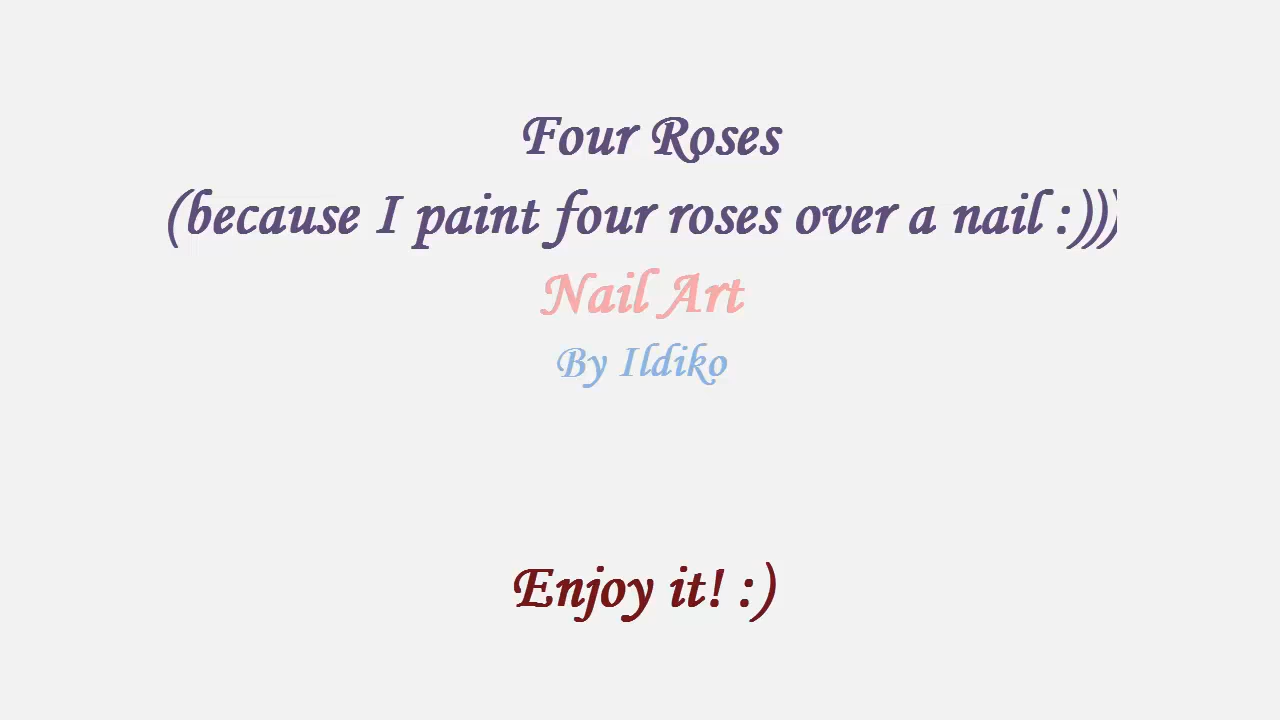 Four Roses
(because I paint four roses over a nail :)))
Nail Art
By Ildiko
Enjoy it! :)